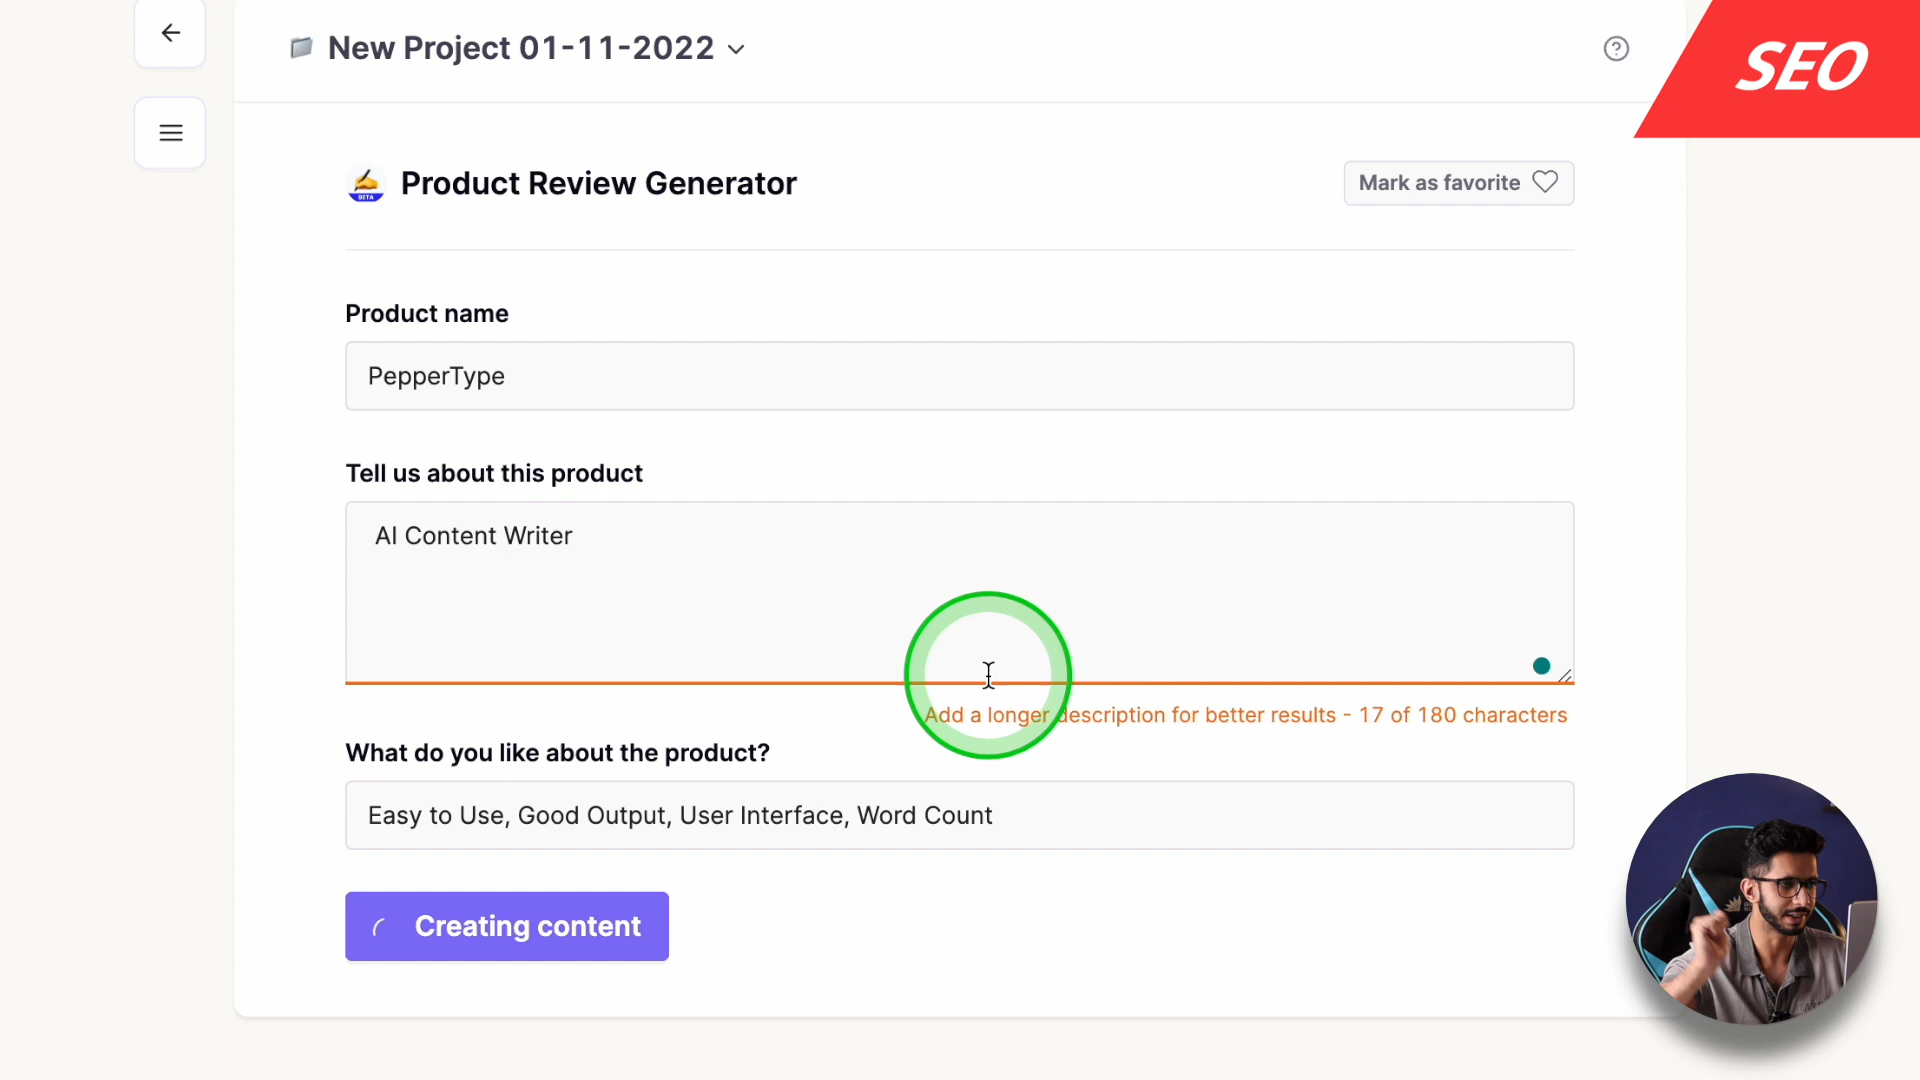 New Project 01-11-2022
SEO
BETA
Product Review Generator
Mark as favorite
Product name
PepperType
Tell us about this product
AI Content Writer
Add a longer description for better results - 17 of 180 characters
What do you like about the product?
Easy to Use, Good Output, User Interface, Word Count
Creating content